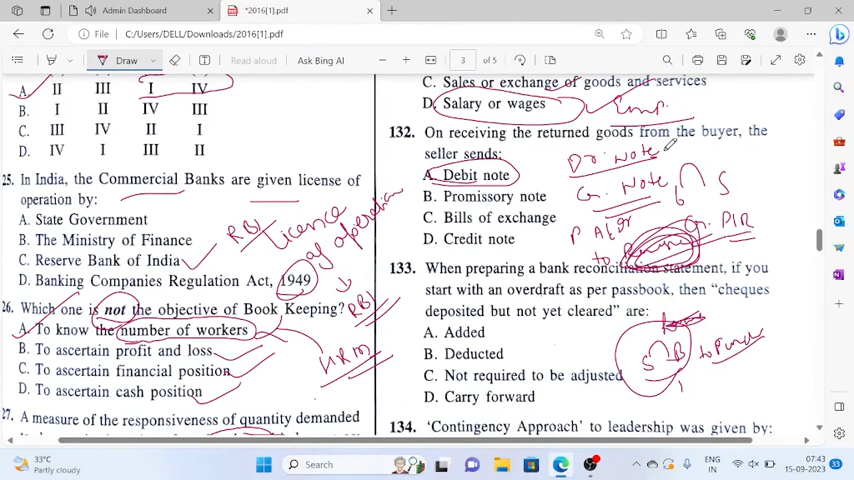 Admin Dashboard
*2016[1].pdf
C:/Users/DELL/Downloads/2016[1].pdf
Draw
Read aloud
Ask Bing AI
3 of 5
A. II III I IV
B. I II IV III
C. III IV II I
D. IV I III II
25. In India, the Commercial Banks are given license of
operation by:
A. State Government
B. The Ministry of Finance
C. Reserve Bank of India
D. Banking Companies Regulation Act, 1949
RBI
Licence
of operation
RBI
26. Which one is not the objective of Book Keeping?
A. To know the number of workers
B. To ascertain profit and loss
C. To ascertain financial position
D. To ascertain cash position
HRM
27. A measure of the responsiveness of quantity demanded
C. Sales or exchange of goods and services
D. Salary or wages
Emp.
132. On receiving the returned goods from the buyer, the
seller sends:
A. Debit note
B. Promissory note
C. Bills of exchange
D. Credit note
Dr. Note
Cr. Note
b S
P A/c Dr
to
Cr. P/R
133. When preparing a bank reconciliation statement, if you
start with an overdraft as per passbook, then “cheques
deposited but not yet cleared” are:
A. Added
B. Deducted
C. Not required to be adjusted
D. Carry forward
S B
134. ‘Contingency Approach’ to leadership was given by:
33°C
Partly cloudy
Search
ENG
IN
07:43
15-09-2023